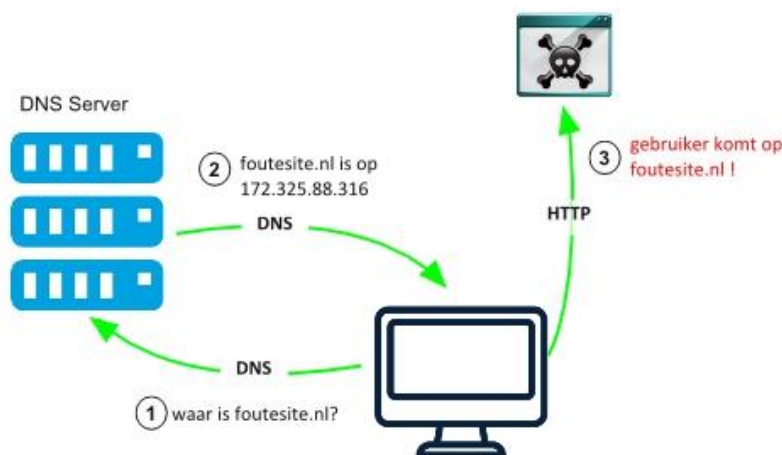 DNS Server
2 foutesite.nl is op
172.325.88.316
DNS
3 gebruiker komt op
foutesite.nl !
HTTP
DNS
1 waar is foutesite.nl?